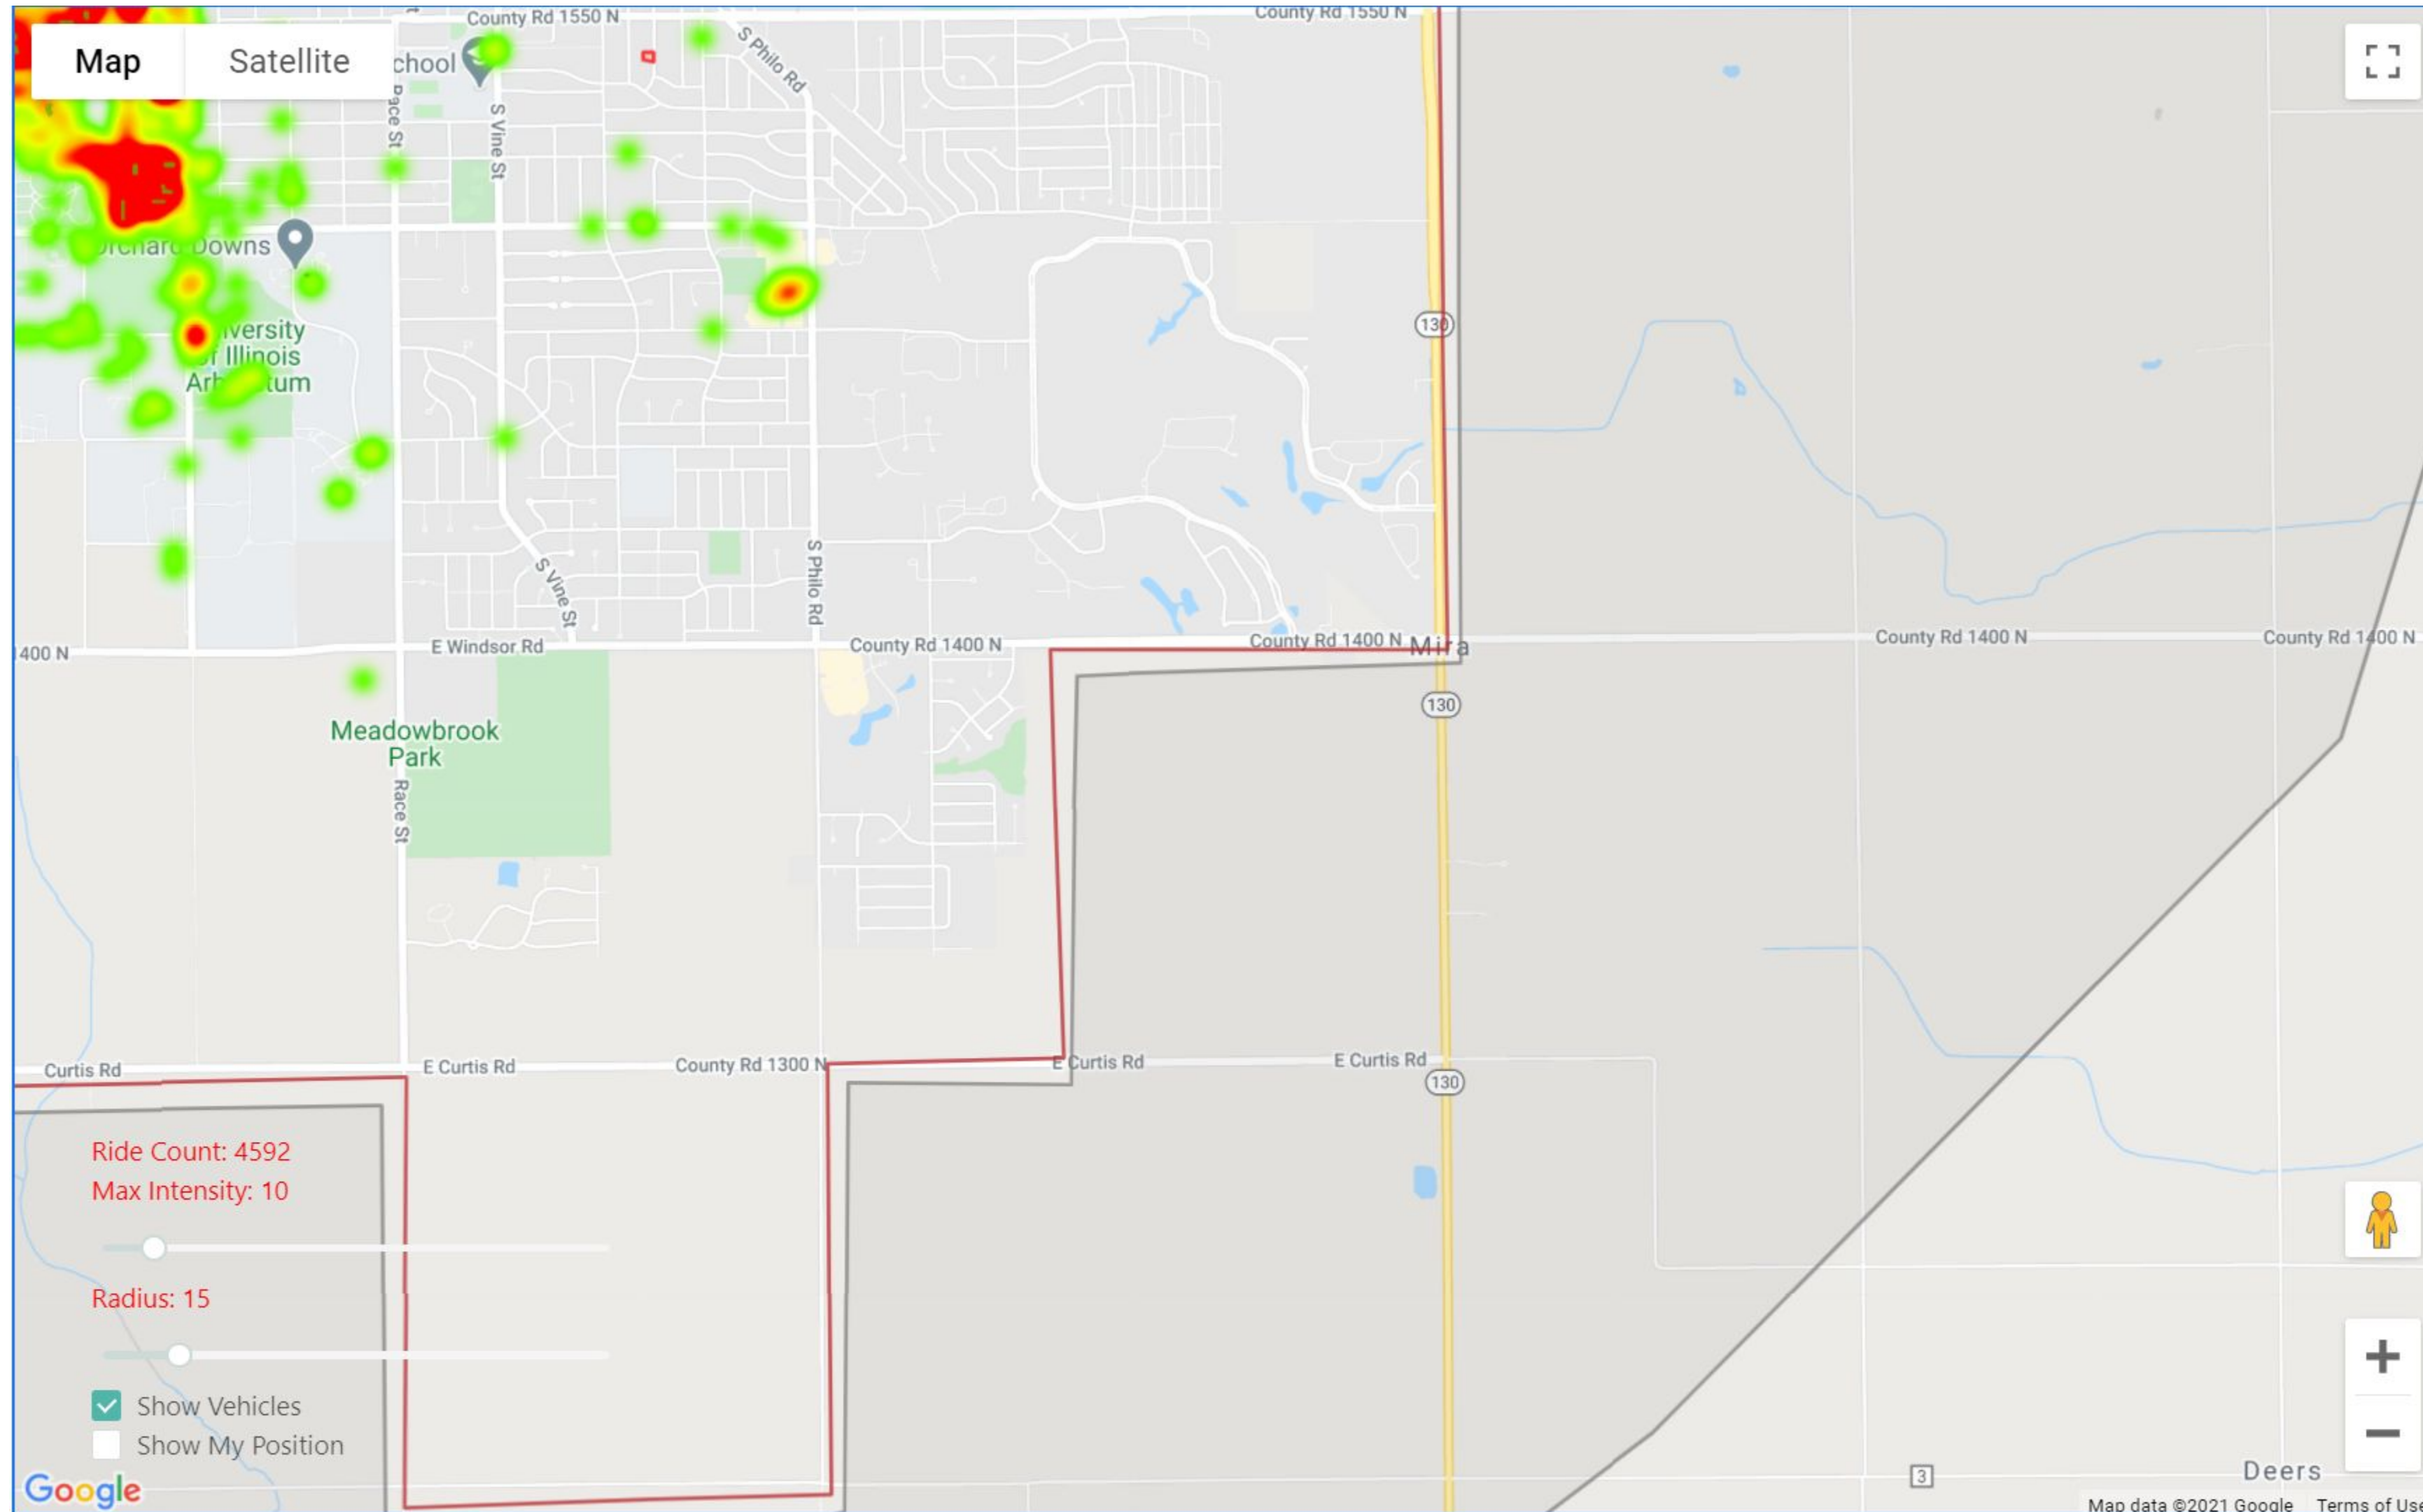 County Rd 1550 N
County Rd 1550 N
Map
Satellite
chool
Race St
S Vine St
S Philo Rd
Orchard Downs
130
University
of Illinois
S Vine St
S Philo Rd
400 N
E Windsor Rd
County Rd 1400 N
County Rd 1400 N
Mira
County Rd 1400 N
County Rd 1400 N
130
Meadowbrook
Park
Race St
Curtis Rd
E Curtis Rd
County Rd 1300 N
E Curtis Rd
E Curtis Rd
130
Ride Count: 4592
Max Intensity: 10
Radius: 15
Show Vehicles
Show My Position
Google
3
Deers
Map data ©2021 Google
Terms of Use